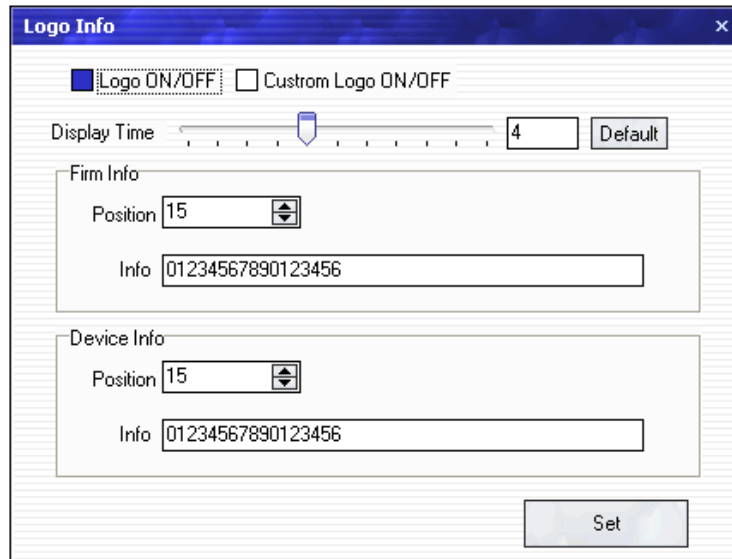 Logo Info
Logo ON/OFF Custrom Logo ON/OFF
Display Time 4 Default
Firm Info
Position 15
Info 01234567890123456
Device Info
Position 15
Info 01234567890123456
Set